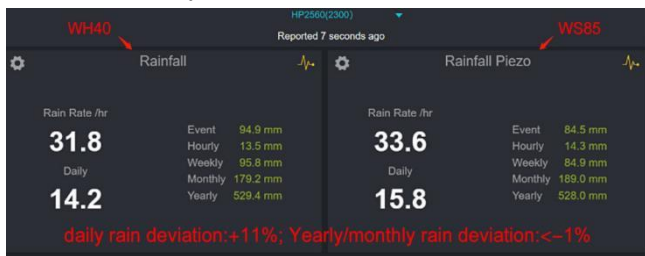 HP2560(2300)
WH40
WS85
Reported 7 seconds ago
Rainfall
Rain Rate /hr
31.8
Daily
14.2
Event 94.9 mm
Hourly 13.5 mm
Weekly 95.8 mm
Monthly 179.2 mm
Yearly 529.4 mm
Rainfall Piezo
Rain Rate /hr
33.6
Daily
15.8
Event 84.5 mm
Hourly 14.3 mm
Weekly 84.9 mm
Monthly 189.0 mm
Yearly 528.0 mm
daily rain deviation:+11%; Yearly/monthly rain deviation:<–1%